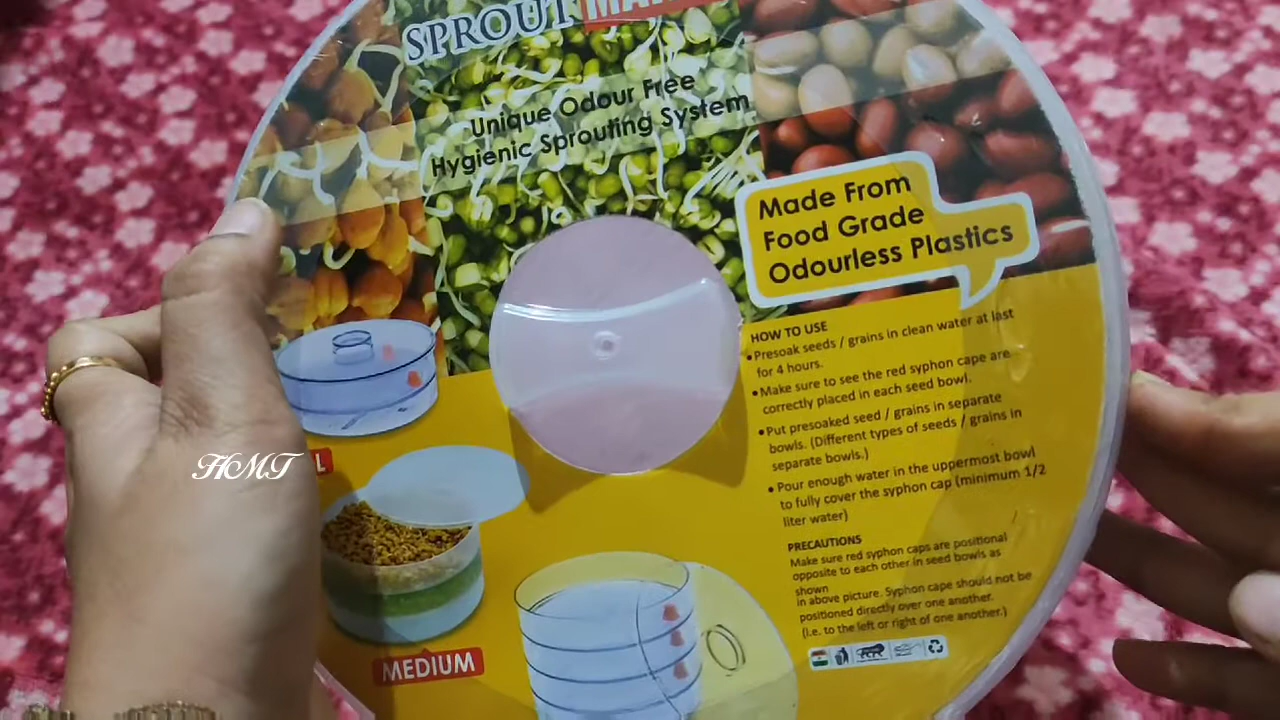 SPROUT
Unique Odour Free
Hygienic Sprouting System
Made From
Food Grade
Odourless Plastics
HOW TO USE
•Presoak seeds / grains in clean water at last
for 4 hours.
•Make sure to see the red syphon cape are
correctly placed in each seed bowl.
•Put presoaked seed / grains in separate
bowls. (Different types of seeds / grains in
separate bowls.)
• Pour enough water in the uppermost bowl
to fully cover the syphon cap (minimum 1/2
liter water)
PRECAUTIONS
Make sure red syphon caps are positional
opposite to each other in seed bowls as
shown
in above picture. Syphon cape should not be
positioned directly over one another.
(I.e. to the left or right of one another.)
HMT
MEDIUM